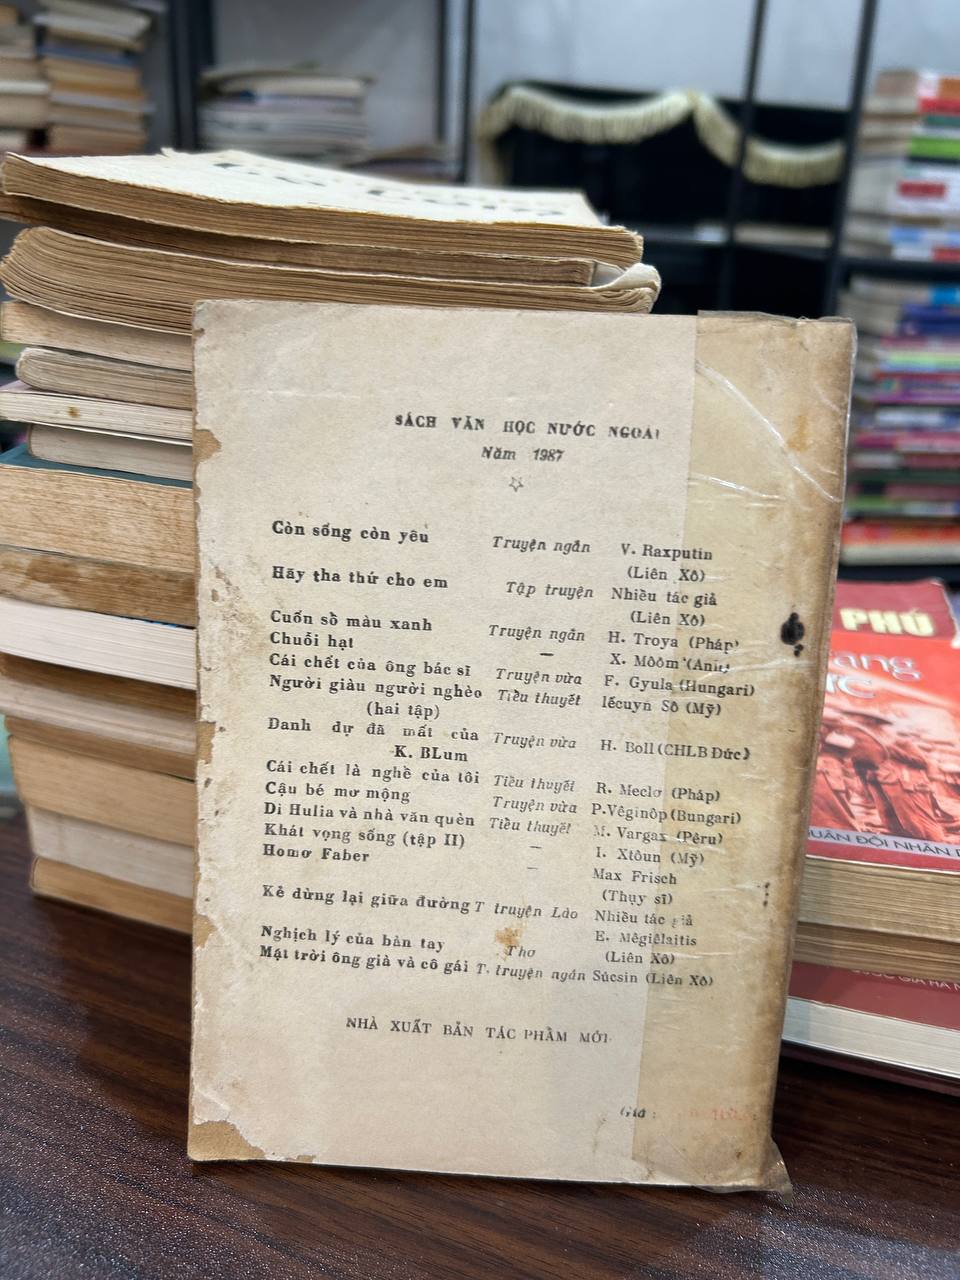 SÁCH VĂN HỌC NƯỚC NGOÀI
Năm 1987
Còn sống còn yêu Truyện ngắn V. Raxputin
(Liên Xô)
Hãy tha thứ cho em Tập truyện Nhiều tác giả
(Liên Xô)
Cuốn sổ màu xanh Truyện ngắn H. Troya (Pháp)
Chuỗi hạt — X. Môôm (Anh)
Cái chết của ông bác sĩ Truyện vừa F. Gyula (Hungari)
Người giàu người nghèo Tiểu thuyết Iếcuyn Sô (Mỹ)
(hai tập)
Danh dự đã mất của Truyện vừa H. Boll (CHLB Đức)
K. BLum
Cái chết là nghề của tôi Tiểu thuyết R. Meclơ (Pháp)
Cậu bé mơ mộng Truyện vừa P.Vêginôp (Bungari)
Dì Hulia và nhà văn quèn Tiểu thuyết M. Vargax (Pêru)
Khát vọng sống (tập II) — I. Xtôun (Mỹ)
Homơ Faber — Max Frisch
(Thụy sĩ)
Kẻ dừng lại giữa đường T truyện Lào Nhiều tác giả
Nghịch lý của bàn tay Thơ E. Mêgiêlaitis
(Liên Xô)
Mặt trời ông già và cô gái T. truyện ngắn Sucsin (Liên Xô)
NHÀ XUẤT BẢN TÁC PHẨM MỚI
Giá :
PHÚ
QUÂN ĐỘI NHÂN